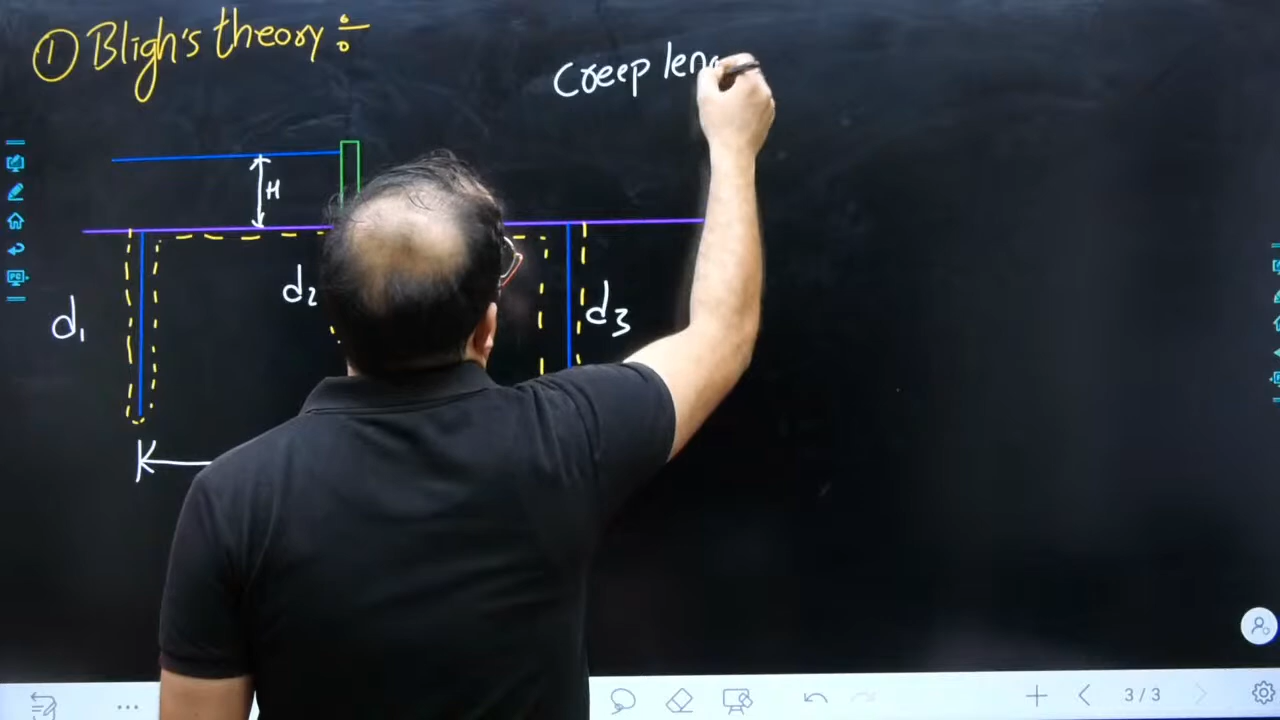 ① Bligh's theory ÷
Creep len
H
d₁
d₂
d₃
3 / 3